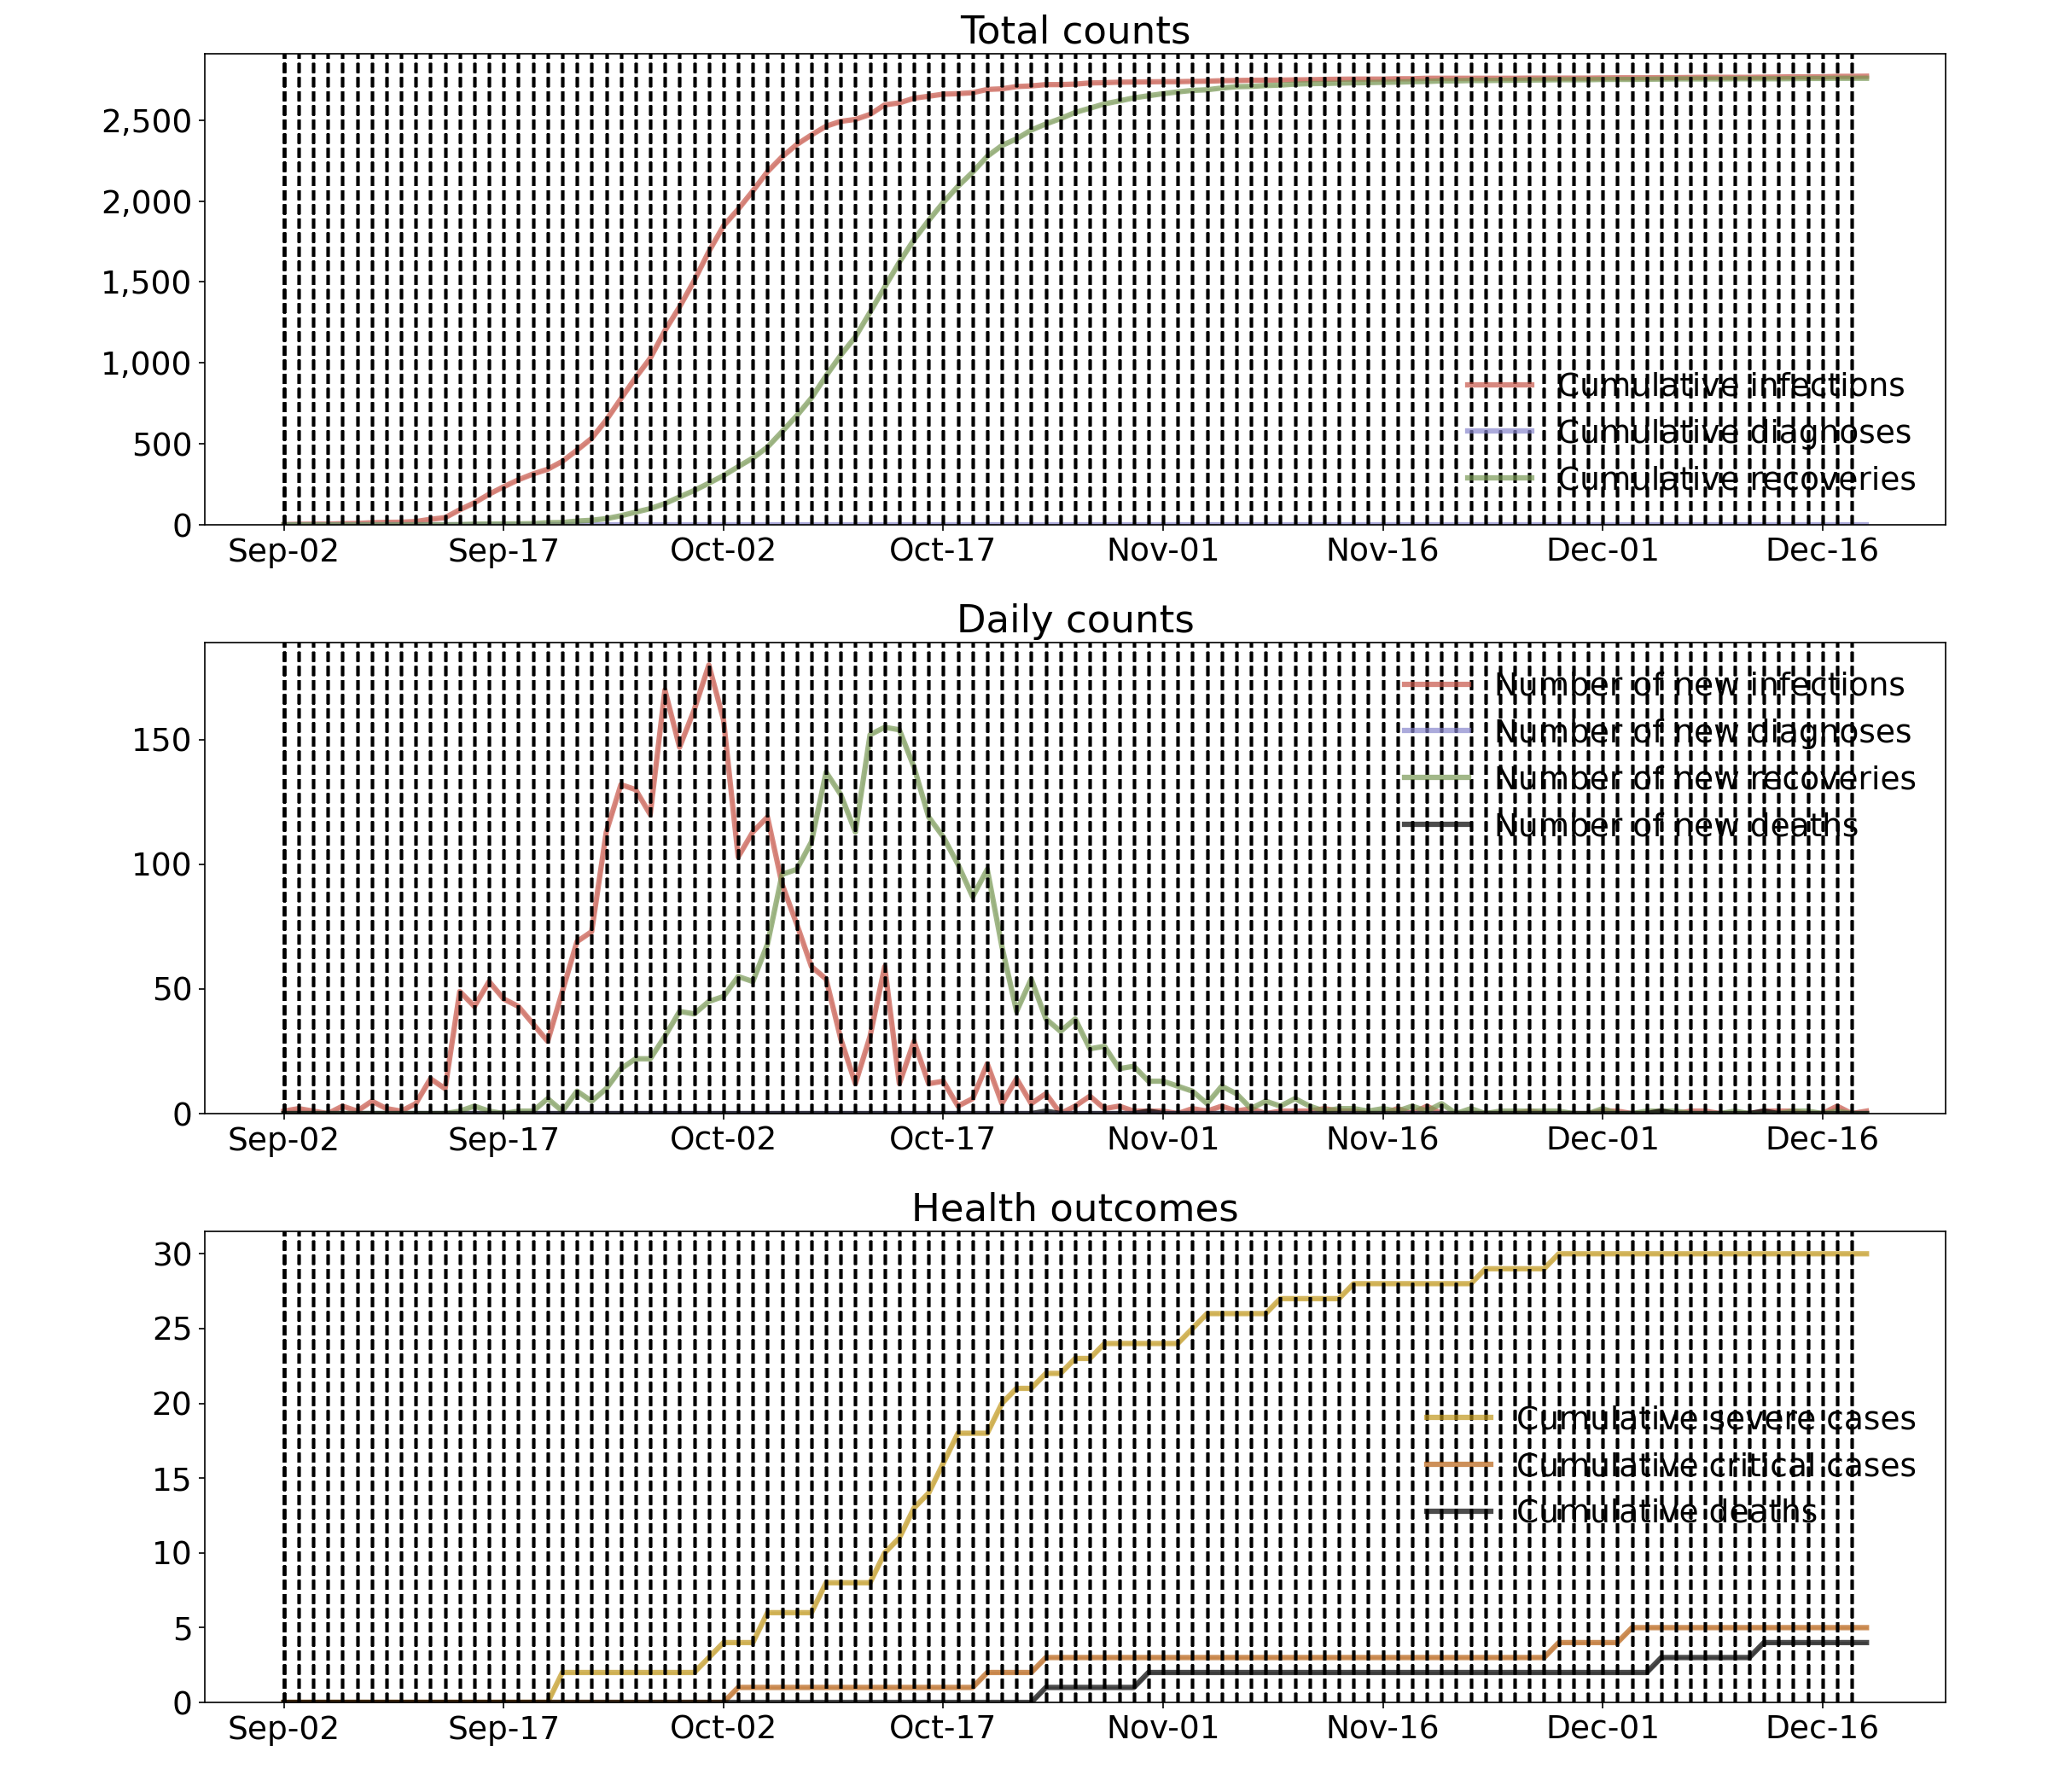 Total counts
2,500
2,000
1,500
1,000
500
0
Cumulative infections
Cumulative diagnoses
Cumulative recoveries
Sep-02 Sep-17 Oct-02 Oct-17 Nov-01 Nov-16 Dec-01 Dec-16
Daily counts
150
100
50
0
Number of new infections
Number of new diagnoses
Number of new recoveries
Number of new deaths
Sep-02 Sep-17 Oct-02 Oct-17 Nov-01 Nov-16 Dec-01 Dec-16
Health outcomes
30
25
20
15
10
5
0
Cumulative severe cases
Cumulative critical cases
Cumulative deaths
Sep-02 Sep-17 Oct-02 Oct-17 Nov-01 Nov-16 Dec-01 Dec-16